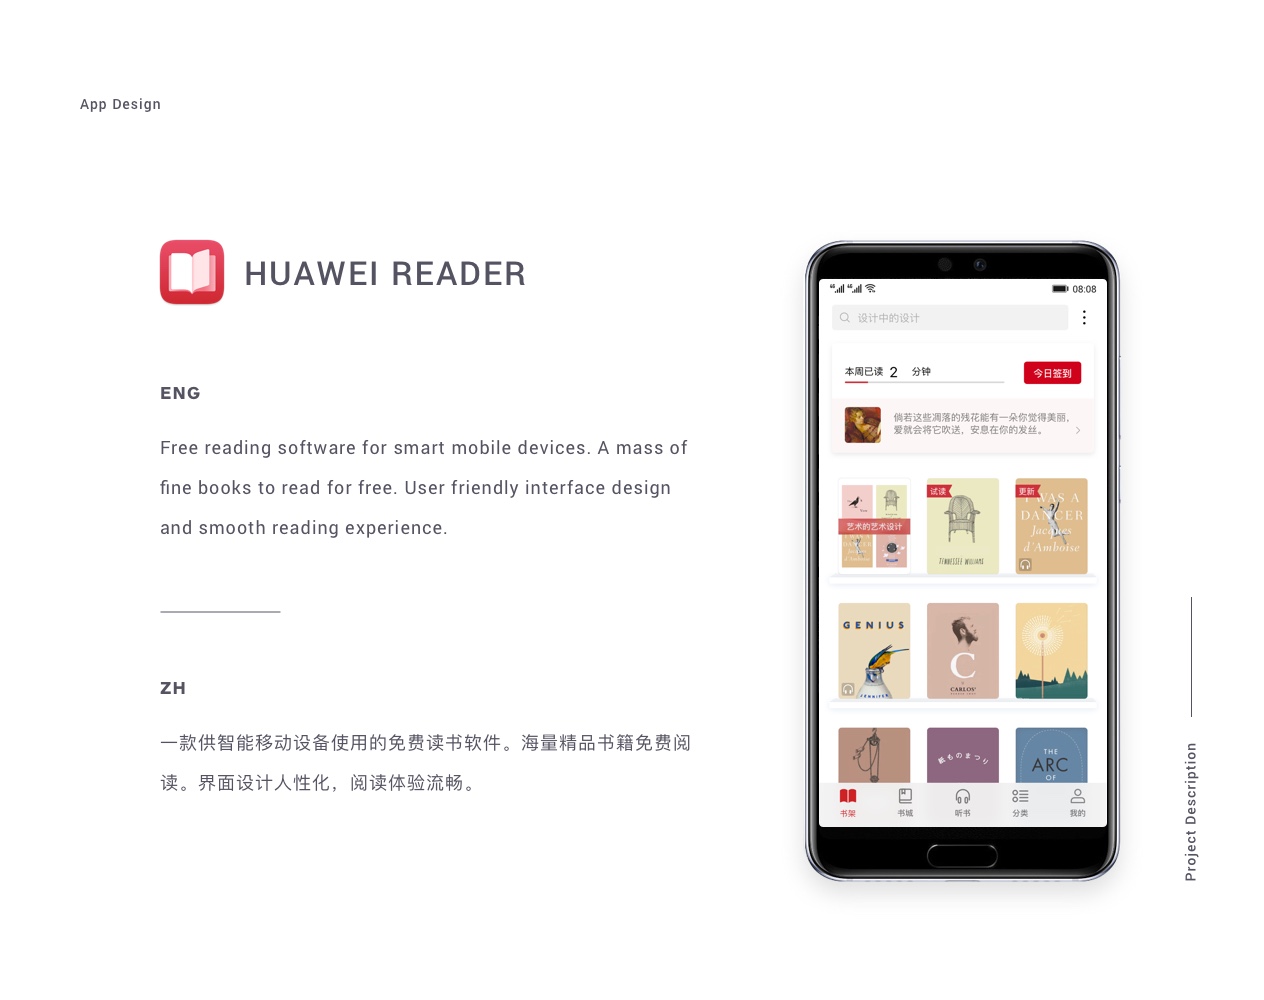 App Design
HUAWEI READER
ENG
Free reading software for smart mobile devices. A mass of
fine books to read for free. User friendly interface design
and smooth reading experience.
ZH
一款供智能移动设备使用的免费读书软件。海量精品书籍免费阅
读。界面设计人性化，阅读体验流畅。
08:08
设计中的设计
本周已读 2 分钟
今日签到
倘若这些凋落的残花能有一朵你觉得美丽，
爱就会将它吹送，安息在你的发丝。
艺术的艺术设计
试读
TENNESSEE WILLIAMS
更新
I WAS A
DANCER
Jacques
d'Amboise
GENIUS
JENNIFER
C
CARLOS'
紙ものまつり
THE
ARC
OF
书架
书城
听书
分类
我的
Project Description